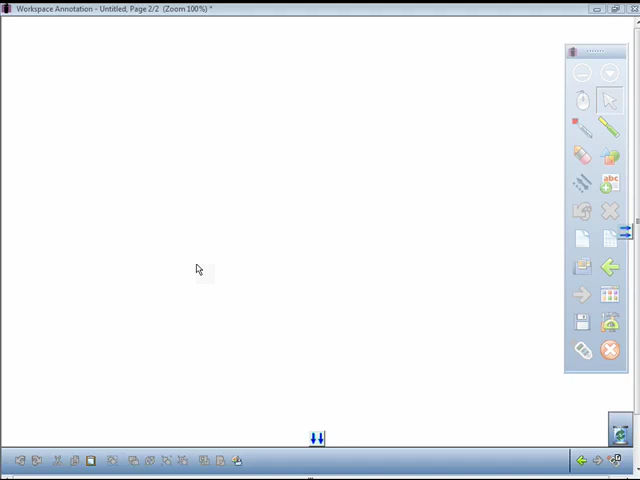 Workspace Annotation - Untitled, Page 2/2 (Zoom 100%) *
abc